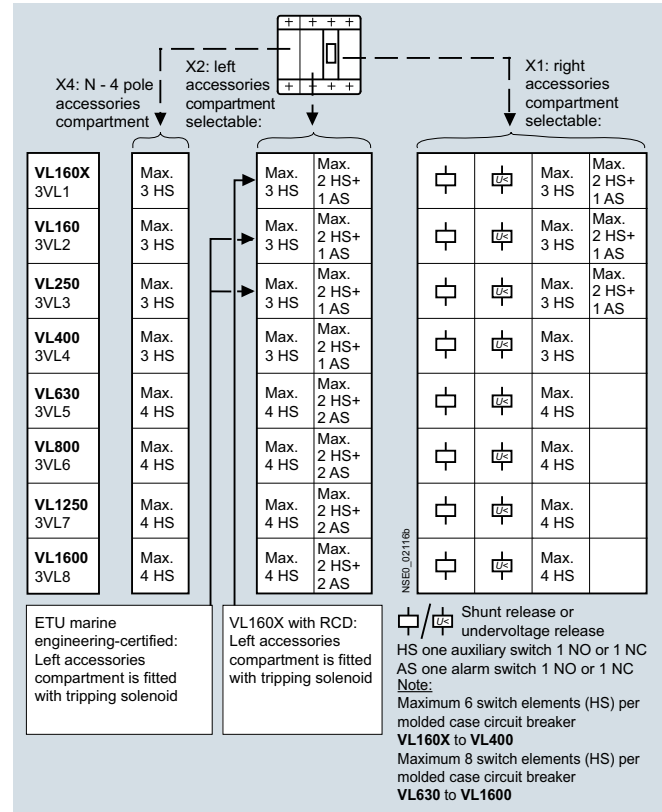 X4: N - 4 pole
accessories
compartment
X2: left
accessories
compartment
selectable:
X1: right
accessories
compartment
selectable:
VL160X
3VL1
Max.
3 HS
Max.
3 HS
Max.
2 HS+
1 AS
U<
Max.
3 HS
Max.
2 HS+
1 AS
VL160
3VL2
Max.
3 HS
Max.
3 HS
Max.
2 HS+
1 AS
U<
Max.
3 HS
Max.
2 HS+
1 AS
VL250
3VL3
Max.
3 HS
Max.
3 HS
Max.
2 HS+
1 AS
U<
Max.
3 HS
Max.
2 HS+
1 AS
VL400
3VL4
Max.
3 HS
Max.
3 HS
Max.
2 HS+
1 AS
U<
Max.
3 HS
VL630
3VL5
Max.
4 HS
Max.
4 HS
Max.
2 HS+
2 AS
U<
Max.
4 HS
VL800
3VL6
Max.
4 HS
Max.
4 HS
Max.
2 HS+
2 AS
U<
Max.
4 HS
VL1250
3VL7
Max.
4 HS
Max.
4 HS
Max.
2 HS+
2 AS
U<
Max.
4 HS
VL1600
3VL8
Max.
4 HS
Max.
4 HS
Max.
2 HS+
2 AS
U<
Max.
4 HS
NSE0_02116b
ETU marine
engineering-certified:
Left accessories
compartment is fitted
with tripping solenoid
VL160X with RCD:
Left accessories
compartment is fitted
with tripping solenoid
/ U< Shunt release or
undervoltage release
HS one auxiliary switch 1 NO or 1 NC
AS one alarm switch 1 NO or 1 NC
Note:
Maximum 6 switch elements (HS) per
molded case circuit breaker
VL160X to VL400
Maximum 8 switch elements (HS) per
molded case circuit breaker
VL630 to VL1600